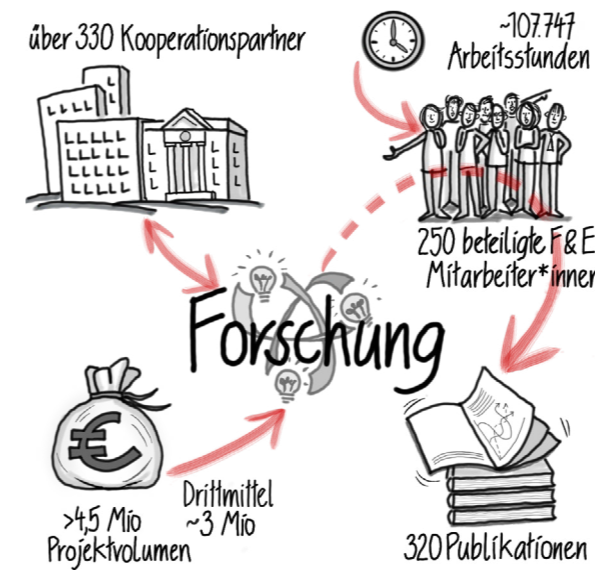 über 330 Kooperationspartner
~107.747
Arbeitsstunden
250 beteiligte F & E
Mitarbeiter*innen
Forschung
€
>4,5 Mio
Projektvolumen
Drittmittel
~3 Mio
320 Publikationen